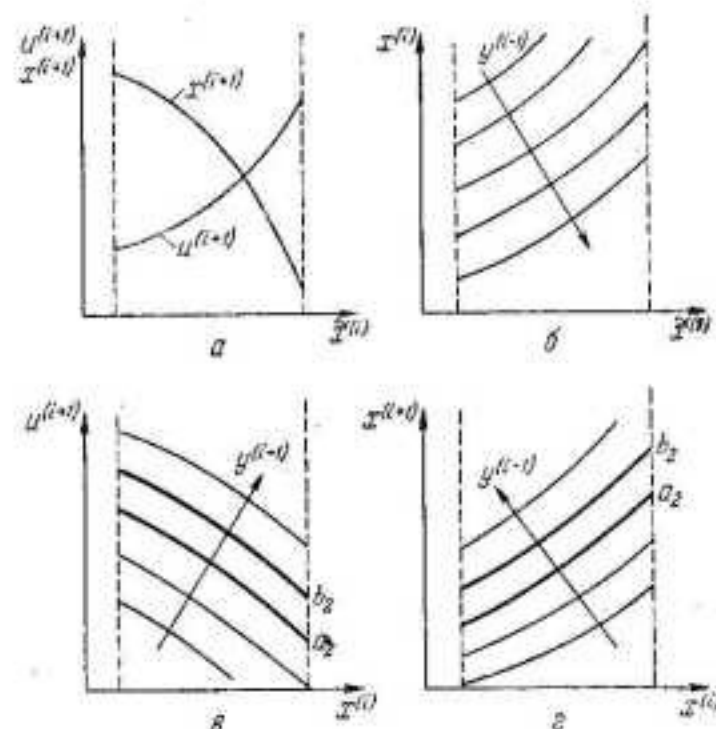 u⁽ⁱ⁺¹⁾
x⁽ⁱ⁺¹⁾
x⁽ⁱ⁺¹⁾
u⁽ⁱ⁺¹⁾
x̃⁽ⁱ⁾
а
x⁽ⁱ⁾
y⁽ⁱ⁻¹⁾
б
u⁽ⁱ⁺¹⁾
y⁽ⁱ⁻¹⁾
b₂
a₂
x⁽ⁱ⁾
в
x⁽ⁱ⁺¹⁾
y⁽ⁱ⁻¹⁾
b₂
a₂
x⁽ⁱ⁾
г